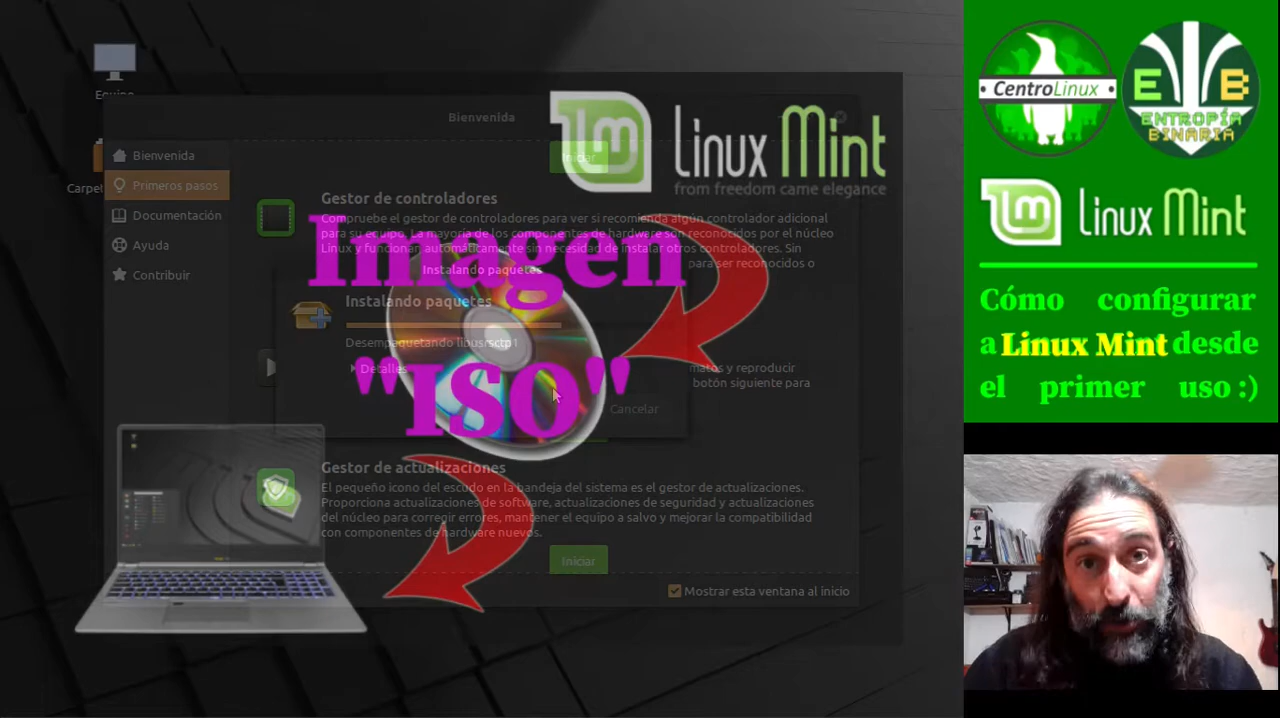 Equipo
Carpet
Bienvenida
Bienvenida
Primeros pasos
Documentación
Ayuda
Contribuir
Iniciar
Gestor de controladores
Compruebe el gestor de controladores para ver si recomienda algún controlador adicional
para su equipo. La mayoría de los componentes de hardware son reconocidos por el núcleo
Linux y funcionan automáticamente sin necesidad de instalar otros controladores. Sin
para ser reconocidos o
Instalando paquetes
Instalando paquetes
Desempaquetando libusrsctp1
Detalles
Cancelar
matos y reproducir
botón siguiente para
Gestor de actualizaciones
El pequeño icono del escudo en la bandeja del sistema es el gestor de actualizaciones.
Proporciona actualizaciones de software, actualizaciones de seguridad y actualizaciones
del núcleo para corregir errores, mantener el equipo a salvo y mejorar la compatibilidad
con componentes de hardware nuevos.
Iniciar
Mostrar esta ventana al inicio
Linux Mint
from freedom came elegance
Imagen
"ISO"
CentroLinux
E B
ENTROPÍA
BINARIA
Linux Mint
Cómo configurar
a Linux Mint desde
el primer uso :)